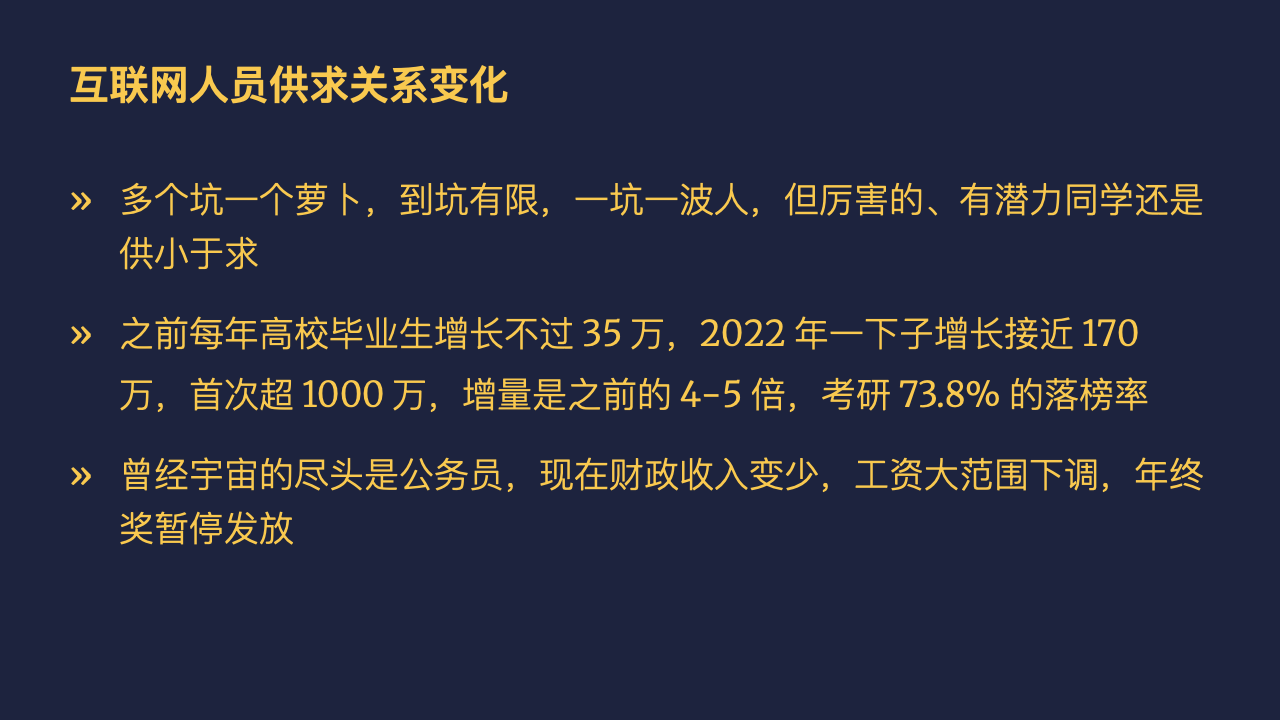 互联网人员供求关系变化
» 多个坑一个萝卜，到坑有限，一坑一波人，但厉害的、有潜力同学还是
供小于求
» 之前每年高校毕业生增长不过 35 万，2022 年一下子增长接近 170
万，首次超 1000 万，增量是之前的 4-5 倍，考研 73.8% 的落榜率
» 曾经宇宙的尽头是公务员，现在财政收入变少，工资大范围下调，年终
奖暂停发放